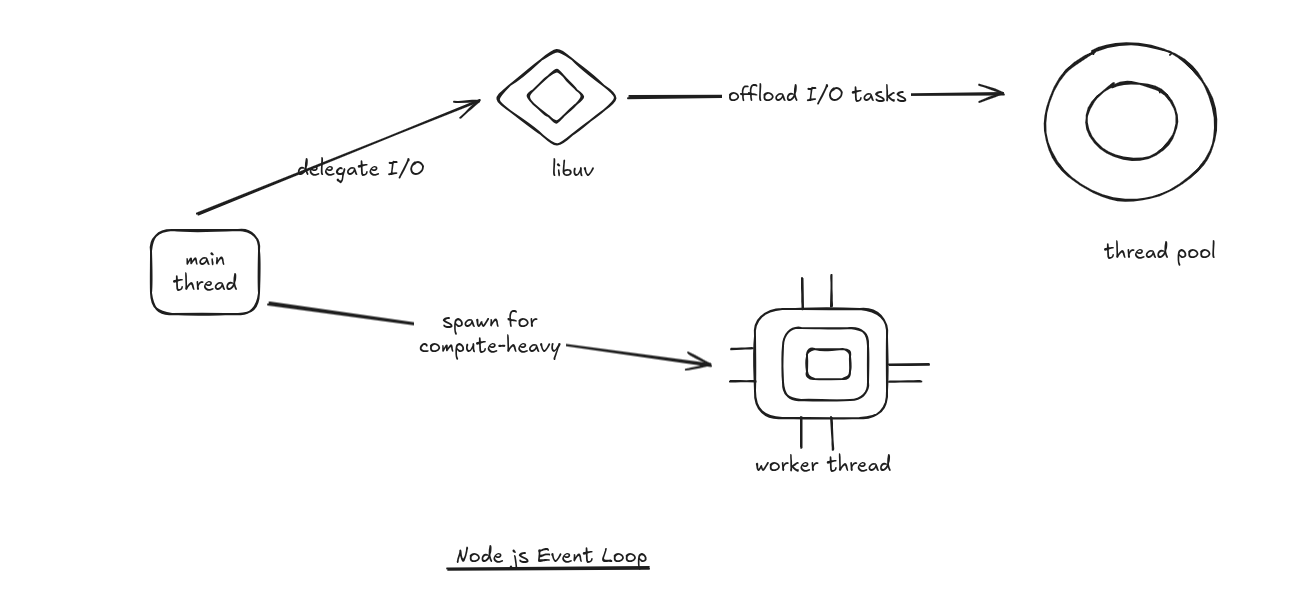 offload I/O tasks
delegate I/O
libuv
main
thread
thread pool
spawn for
compute-heavy
worker thread
Node js Event Loop